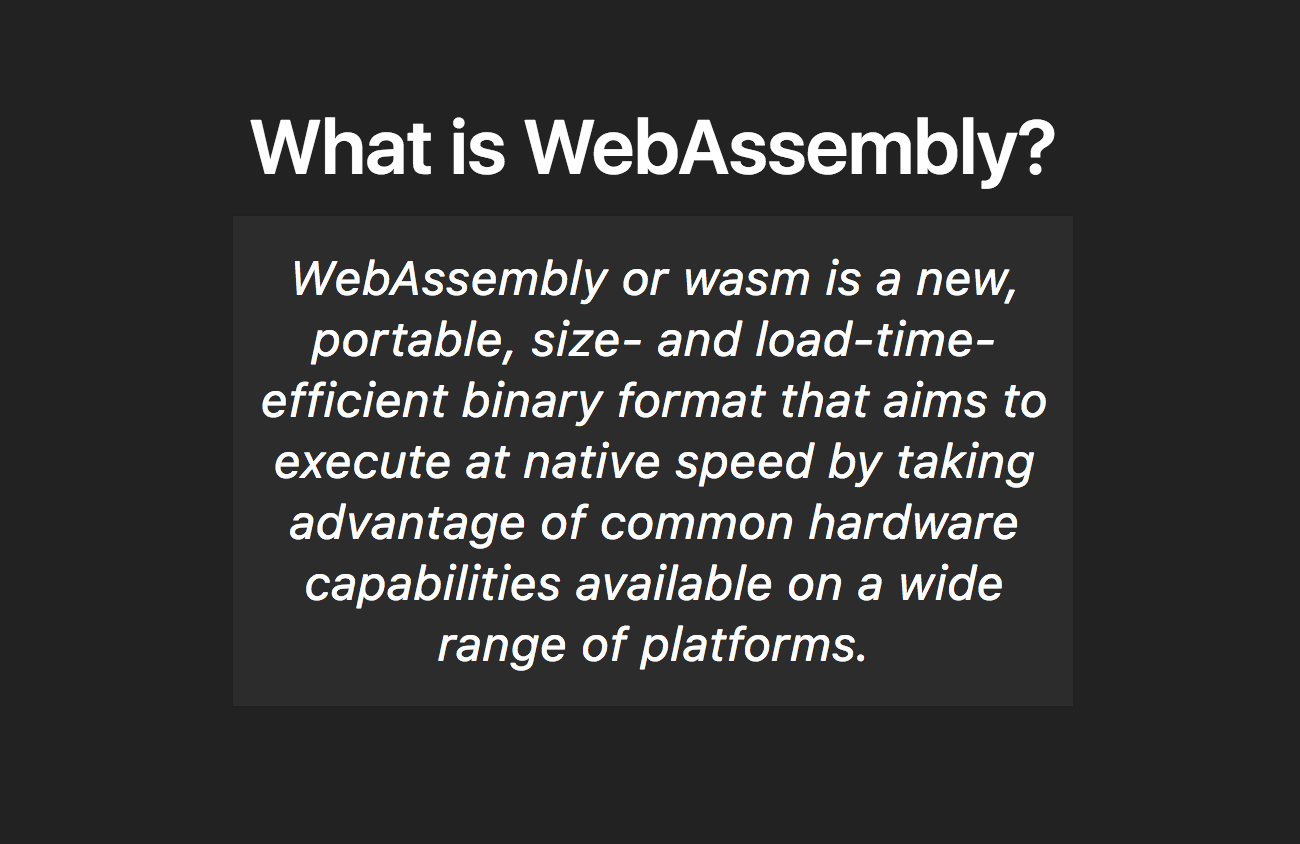 What is WebAssembly?
WebAssembly or wasm is a new,
portable, size- and load-time-
efficient binary format that aims to
execute at native speed by taking
advantage of common hardware
capabilities available on a wide
range of platforms.